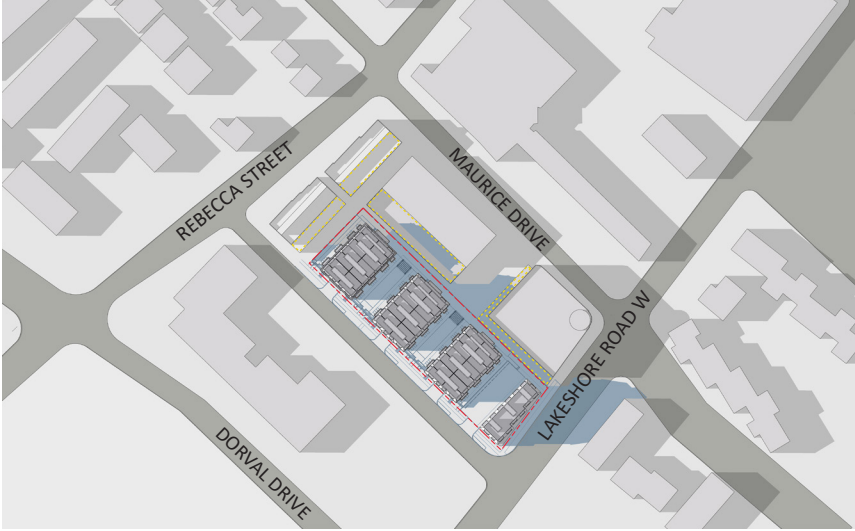 REBECCA STREET
MAURICE DRIVE
LAKESHORE ROAD W
DORVAL DRIVE